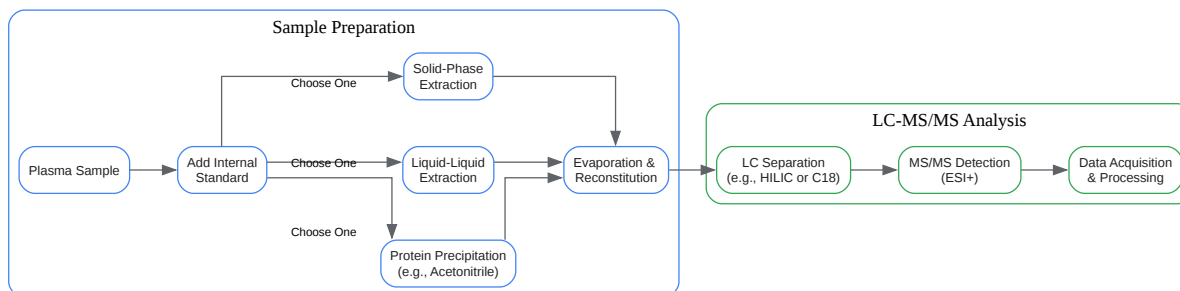 Sample Preparation
Solid-Phase
Extraction
Choose One
LC-MS/MS Analysis
Plasma Sample
Add Internal
Standard
Choose One
Liquid-Liquid
Extraction
Evaporation &
Reconstitution
LC Separation
(e.g., HILIC or C18)
MS/MS Detection
(ESI+)
Data Acquisition
& Processing
Choose One
Protein Precipitation
(e.g., Acetonitrile)